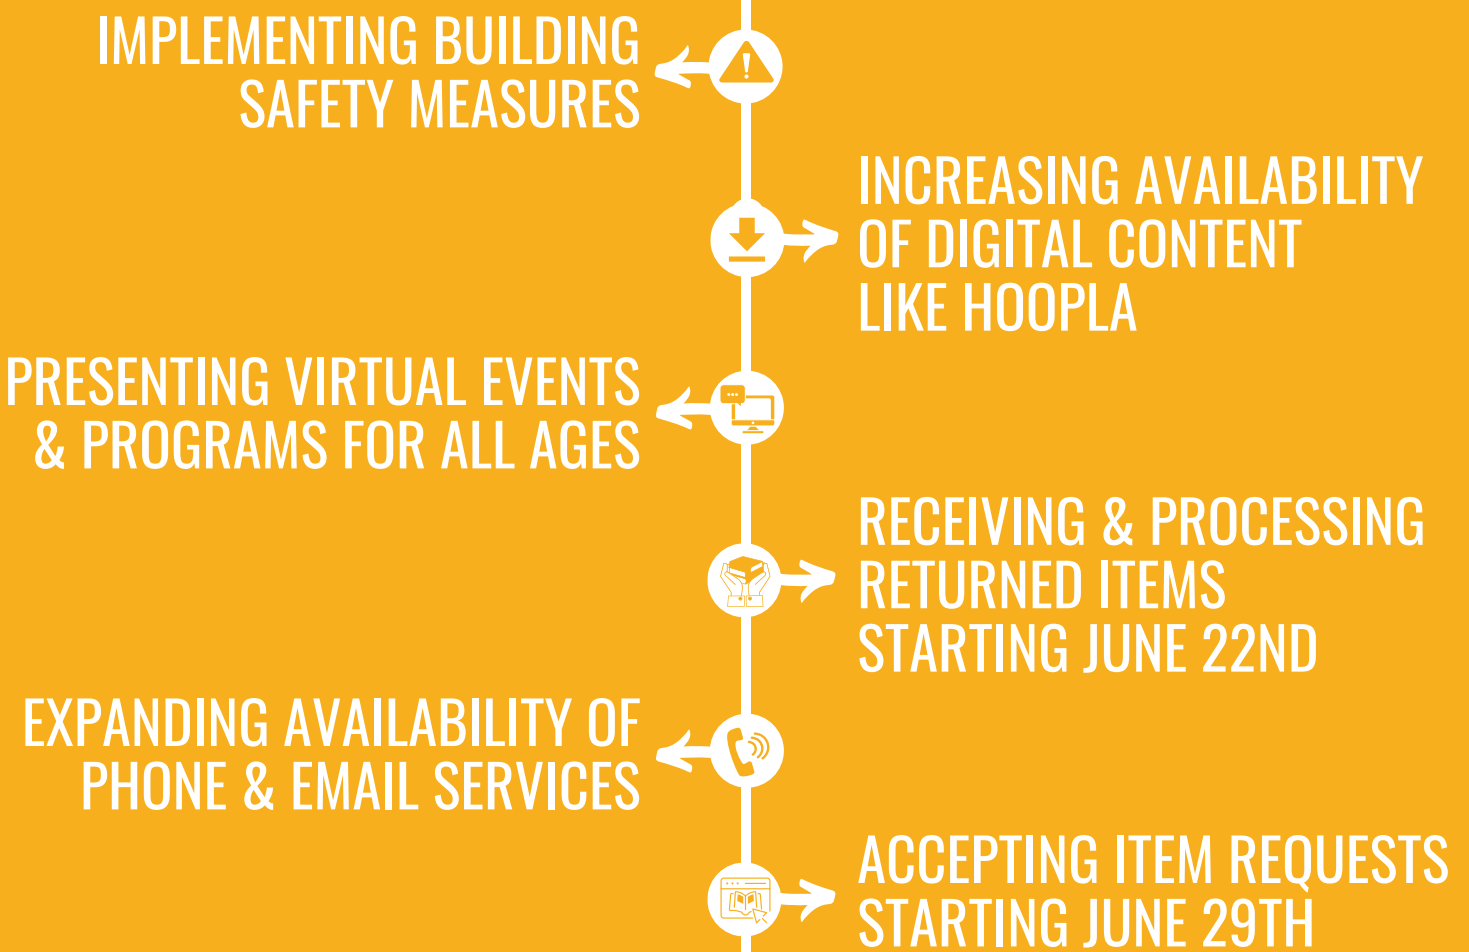 IMPLEMENTING BUILDING
SAFETY MEASURES
INCREASING AVAILABILITY
OF DIGITAL CONTENT
LIKE HOOPLA
PRESENTING VIRTUAL EVENTS
& PROGRAMS FOR ALL AGES
RECEIVING & PROCESSING
RETURNED ITEMS
STARTING JUNE 22ND
EXPANDING AVAILABILITY OF
PHONE & EMAIL SERVICES
ACCEPTING ITEM REQUESTS
STARTING JUNE 29TH